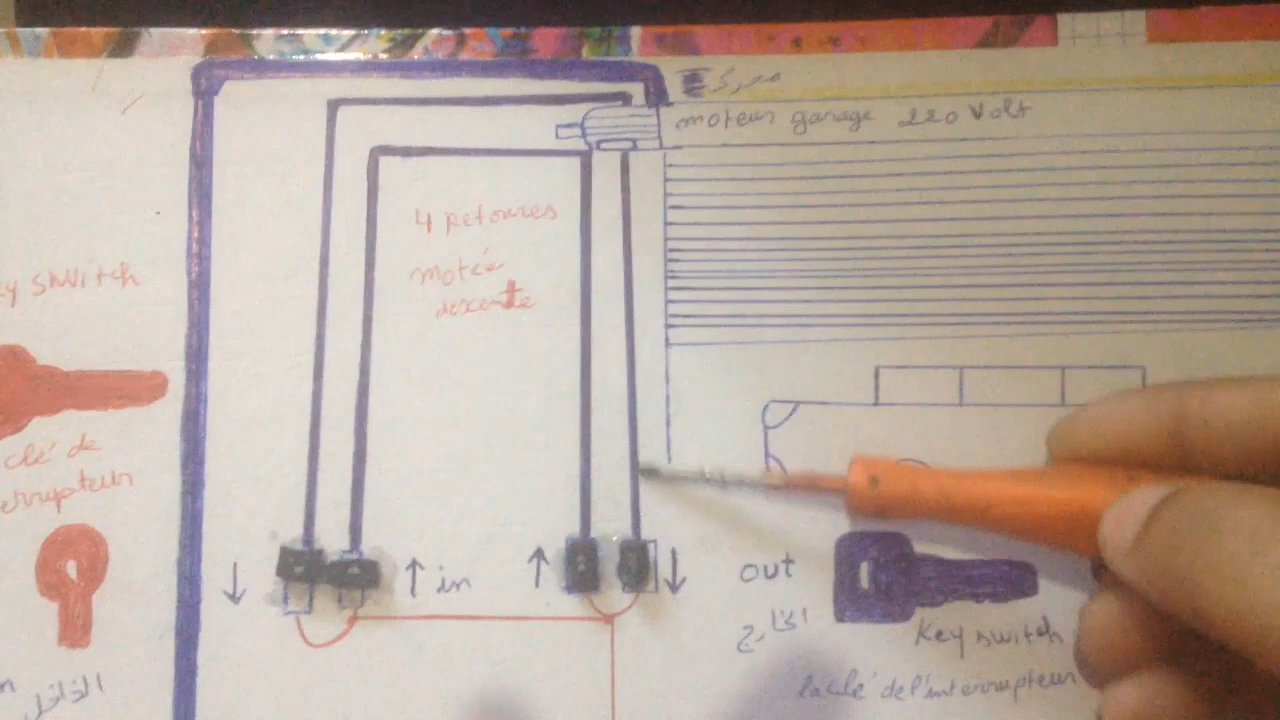 محرك
moteur garage 220 Volt
4 retoures
motée
descente
ey switch
clé de
errupteur
in
out
الخارج
Key switch
la clé de l'interrupteur
n
الداخل